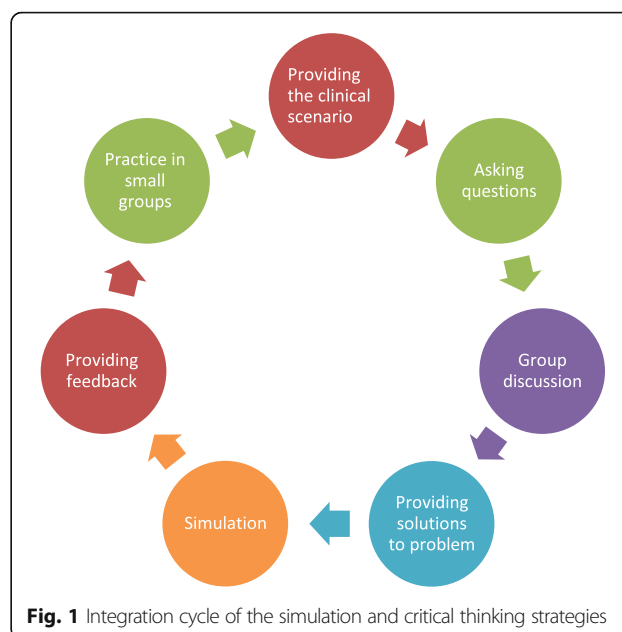 Providing
the clinical
scenario
Asking
questions
Group
discussion
Providing
solutions
to problem
Simulation
Providing
feedback
Practice in
small
groups
Fig. 1 Integration cycle of the simulation and critical thinking strategies